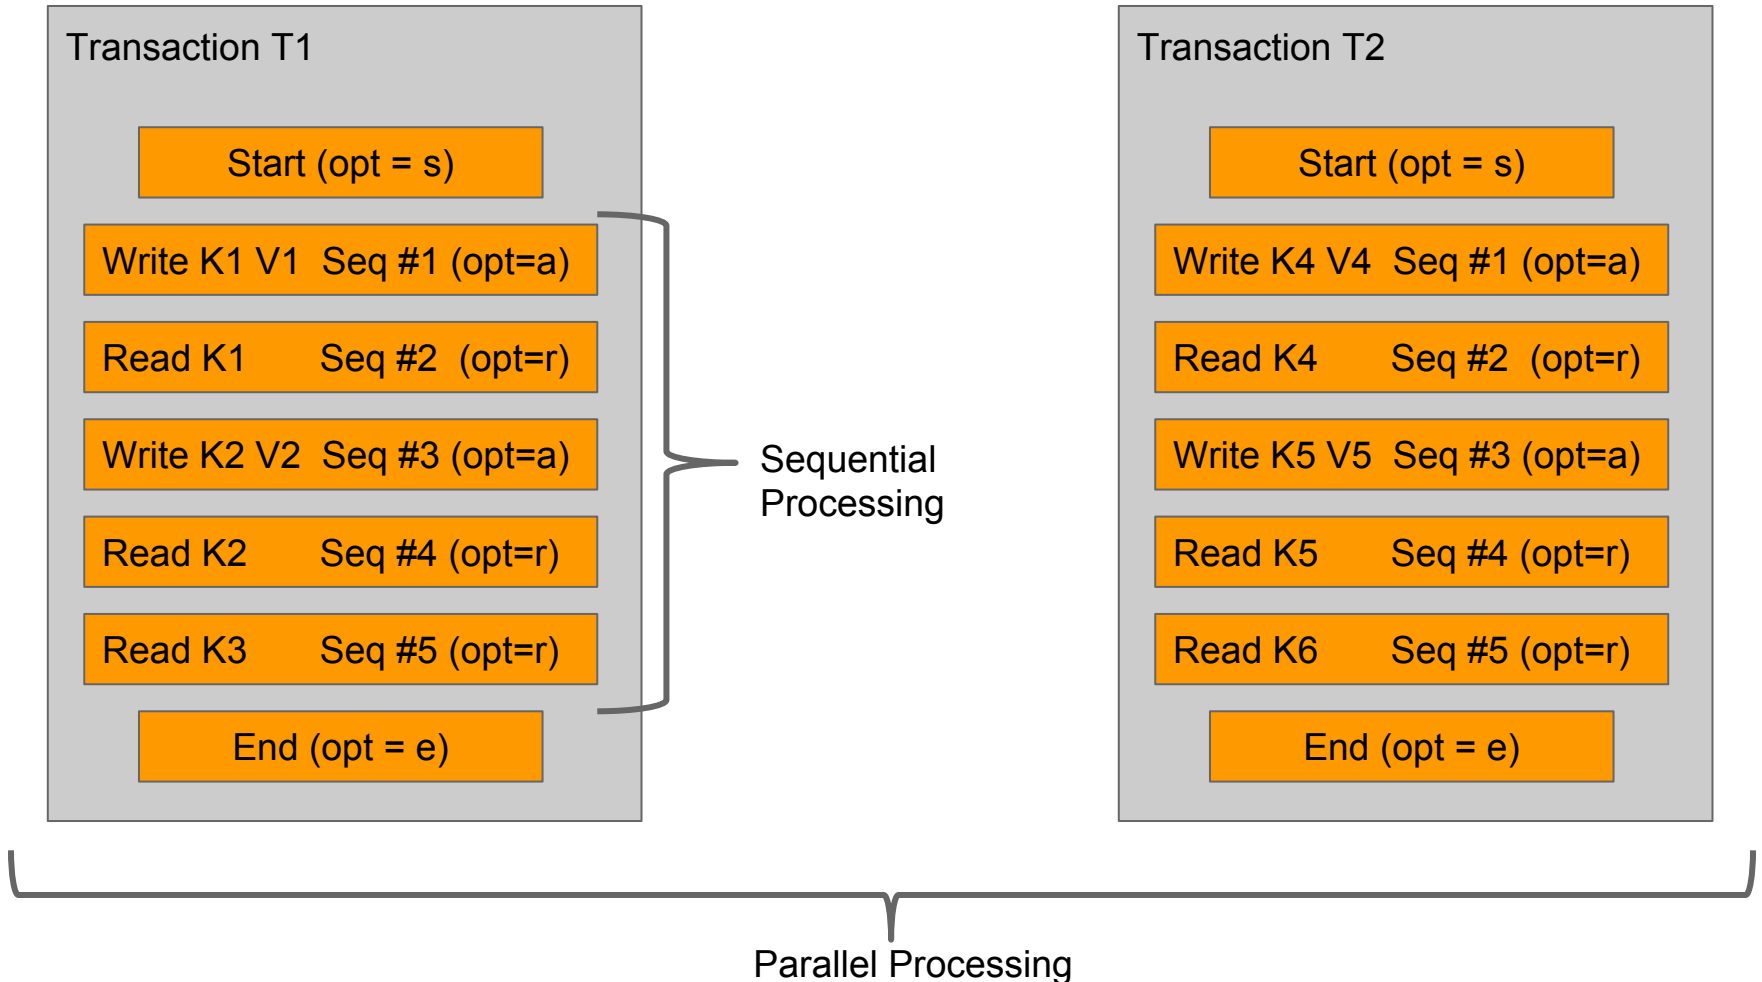 Transaction T1
Start (opt = s)
Write K1 V1 Seq #1 (opt=a)
Read K1 Seq #2 (opt=r)
Write K2 V2 Seq #3 (opt=a)
Read K2 Seq #4 (opt=r)
Read K3 Seq #5 (opt=r)
End (opt = e)
Sequential
Processing
Transaction T2
Start (opt = s)
Write K4 V4 Seq #1 (opt=a)
Read K4 Seq #2 (opt=r)
Write K5 V5 Seq #3 (opt=a)
Read K5 Seq #4 (opt=r)
Read K6 Seq #5 (opt=r)
End (opt = e)
Parallel Processing